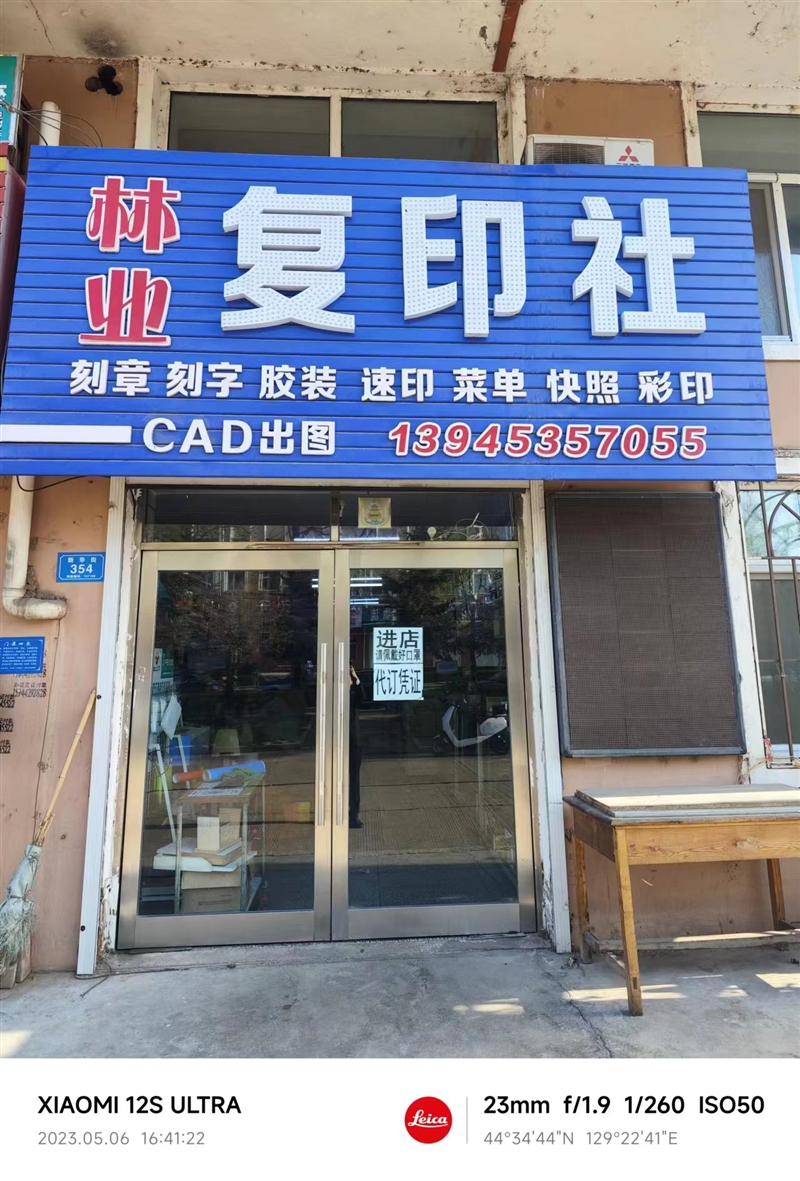 林业
复印社
刻章 刻字 胶装 速印 菜单 快照 彩印
CAD出图 13945357055
354
进店
请佩戴好口罩
代订凭证
XIAOMI 12S ULTRA
2023.05.06 16:41:22
Leica
23mm f/1.9 1/260 ISO50
44°34'44"N 129°22'41"E